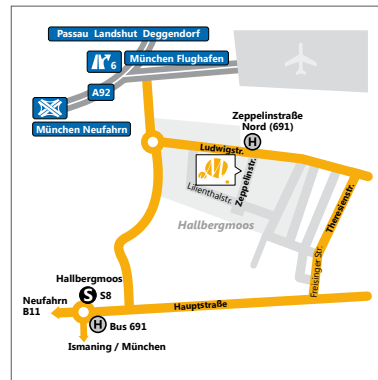 Passau Landshut Deggendorf
6
München Flughafen
A92
München Neufahrn
Zeppelinstraße
Nord (691)
H
Ludwigstr.
Lilienthalstr.
Zeppelinstr.
Theresienstr.
Hallbergmoos
Freisinger Str.
Hallbergmoos
S S8
Neufahrn
B11
Hauptstraße
H Bus 691
Ismaning / München